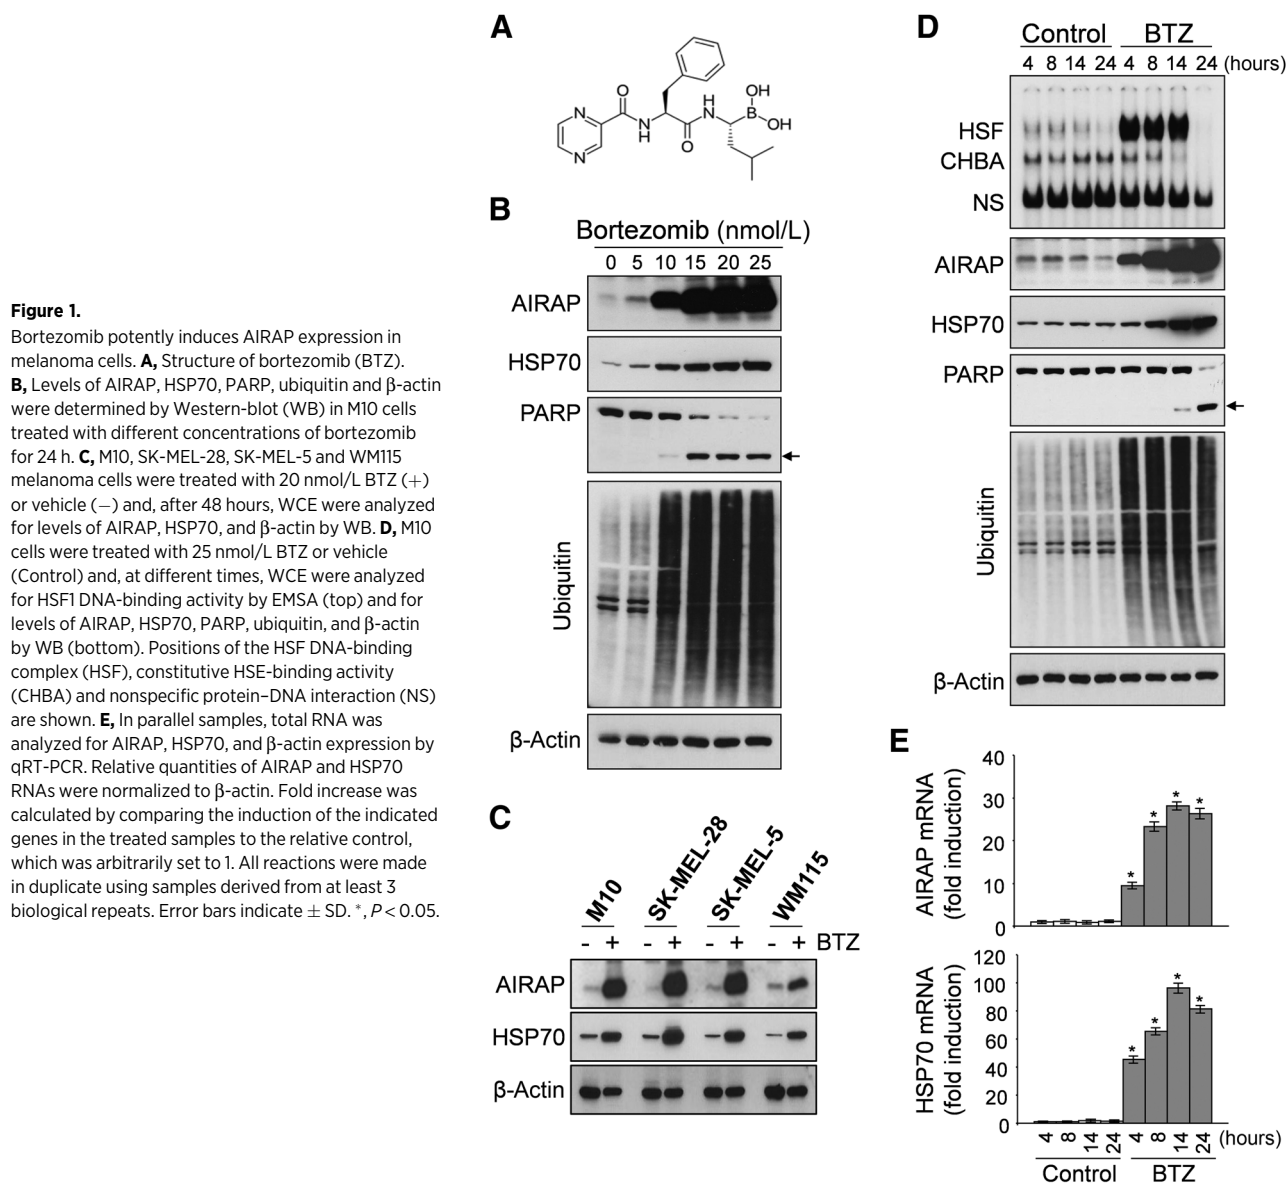 Figure 1.
Bortezomib potently induces AIRAP expression in
melanoma cells. A, Structure of bortezomib (BTZ).
B, Levels of AIRAP, HSP70, PARP, ubiquitin and β-actin
were determined by Western-blot (WB) in M10 cells
treated with different concentrations of bortezomib
for 24 h. C, M10, SK-MEL-28, SK-MEL-5 and WM115
melanoma cells were treated with 20 nmol/L BTZ (+)
or vehicle (−) and, after 48 hours, WCE were analyzed
for levels of AIRAP, HSP70, and β-actin by WB. D, M10
cells were treated with 25 nmol/L BTZ or vehicle
(Control) and, at different times, WCE were analyzed
for HSF1 DNA-binding activity by EMSA (top) and for
levels of AIRAP, HSP70, PARP, ubiquitin, and β-actin
by WB (bottom). Positions of the HSF DNA-binding
complex (HSF), constitutive HSE-binding activity
(CHBA) and nonspecific protein–DNA interaction (NS)
are shown. E, In parallel samples, total RNA was
analyzed for AIRAP, HSP70, and β-actin expression by
qRT-PCR. Relative quantities of AIRAP and HSP70
RNAs were normalized to β-actin. Fold increase was
calculated by comparing the induction of the indicated
genes in the treated samples to the relative control,
which was arbitrarily set to 1. All reactions were made
in duplicate using samples derived from at least 3
biological repeats. Error bars indicate ± SD. *, P < 0.05.
A
N
N
O
N
H
O
H
N
B
OH
OH
B
Bortezomib (nmol/L)
0 5 10 15 20 25
AIRAP
HSP70
PARP
Ubiquitin
β-Actin
C
M10 SK-MEL-28 SK-MEL-5 WM115
- + - + - + - + BTZ
AIRAP
HSP70
β-Actin
D
Control BTZ
4 8 14 24 4 8 14 24 (hours)
HSF
CHBA
NS
AIRAP
HSP70
PARP
Ubiquitin
β-Actin
E
AIRAP mRNA
(fold induction)
40
30
20
10
0
* * * *
HSP70 mRNA
(fold induction)
120
100
80
60
40
20
0
* * * *
4 8 14 24 4 8 14 24 (hours)
Control BTZ